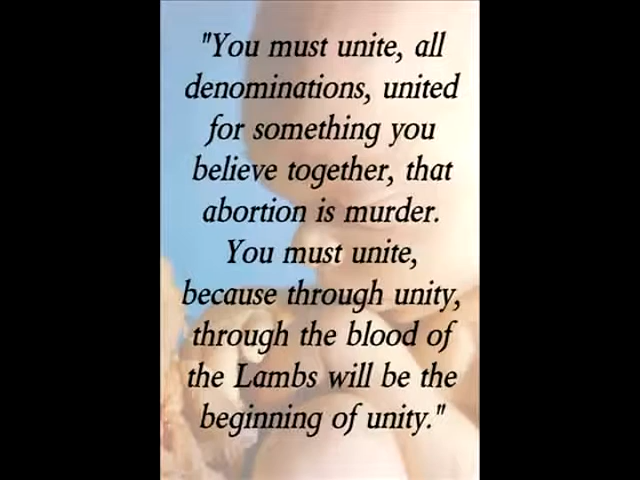 "You must unite, all
denominations, united
for something you
believe together, that
abortion is murder.
You must unite,
because through unity,
through the blood of
the Lambs will be the
beginning of unity."